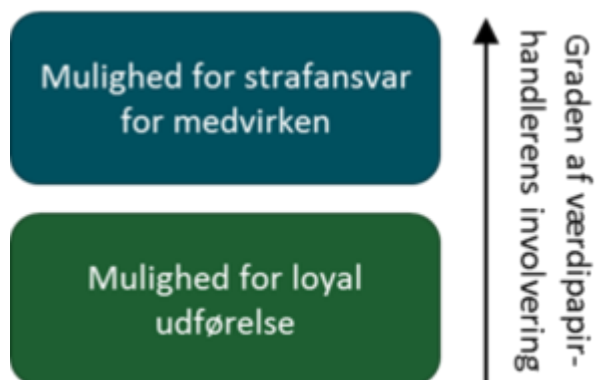 Mulighed for strafansvar
for medvirken
Mulighed for loyal
udførelse
Graden af værdipapir-
handlerens involvering